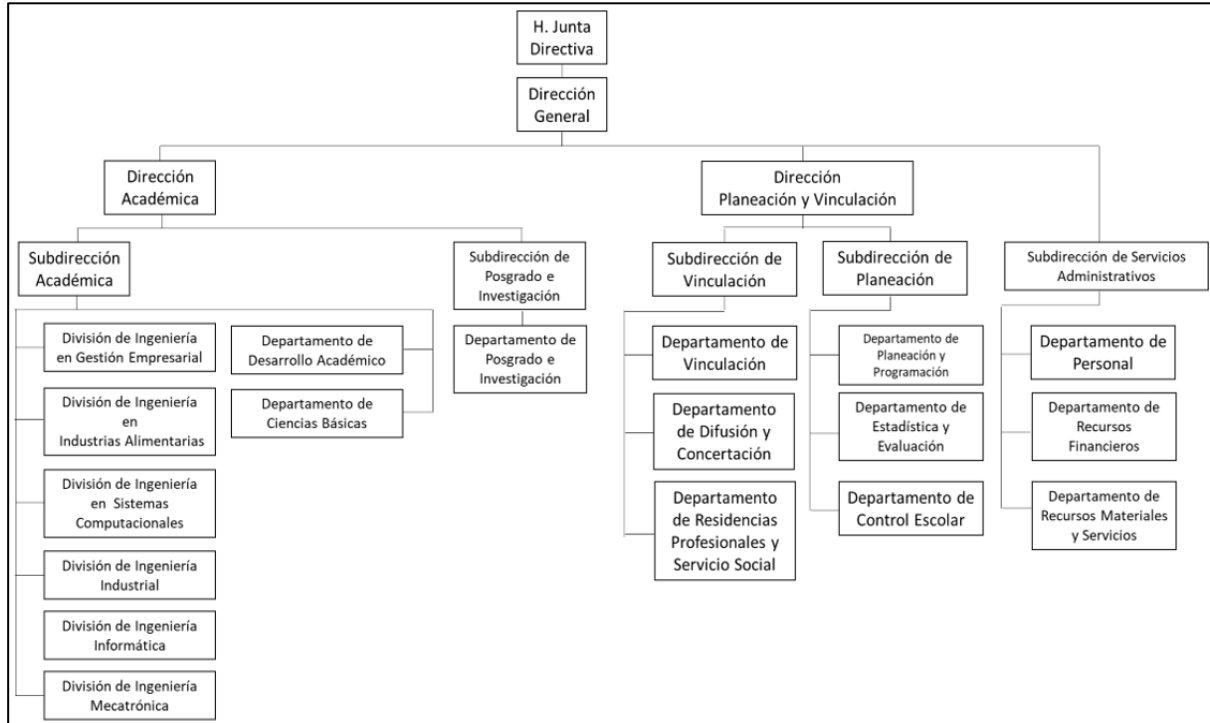 H. Junta
Directiva
Dirección
General
Dirección
Académica
Dirección
Planeación y Vinculación
Subdirección
Académica
Subdirección de
Posgrado e
Investigación
Subdirección de
Vinculación
Subdirección de
Planeación
Subdirección de Servicios
Administrativos
División de Ingeniería
en Gestión Empresarial
División de Ingeniería
en
Industrias Alimentarias
División de Ingeniería
en Sistemas
Computacionales
División de Ingeniería
Industrial
División de Ingeniería
Informática
División de Ingeniería
Mecatrónica
Departamento de
Desarrollo Académico
Departamento de
Ciencias Básicas
Departamento de
Posgrado e
Investigación
Departamento de
Vinculación
Departamento
de Difusión y
Concertación
Departamento
de Residencias
Profesionales y
Servicio Social
Departamento de
Planeación y
Programación
Departamento de
Estadística y
Evaluación
Departamento de
Control Escolar
Departamento de
Personal
Departamento de
Recursos
Financieros
Departamento de
Recursos Materiales
y Servicios